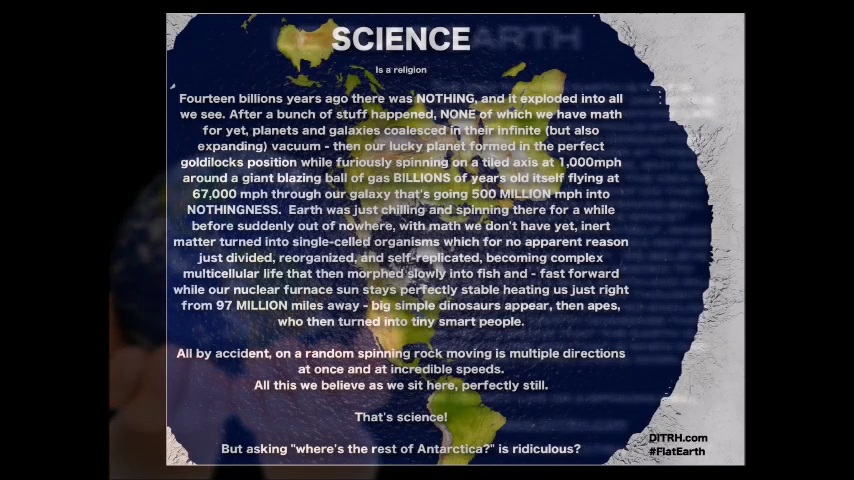 SCIENCE
Is a religion
Fourteen billions years ago there was NOTHING, and it exploded into all
we see. After a bunch of stuff happened, NONE of which we have math
for yet, planets and galaxies coalesced in their infinite (but also
expanding) vacuum - then our lucky planet formed in the perfect
goldilocks position while furiously spinning on a tiled axis at 1,000mph
around a giant blazing ball of gas BILLIONS of years old itself flying at
67,000 mph through our galaxy that's going 500 MILLION mph into
NOTHINGNESS. Earth was just chilling and spinning there for a while
before suddenly out of nowhere, with math we don't have yet, inert
matter turned into single-celled organisms which for no apparent reason
just divided, reorganized, and self-replicated, becoming complex
multicellular life that then morphed slowly into fish and - fast forward
while our nuclear furnace sun stays perfectly stable heating us just right
from 97 MILLION miles away - big simple dinosaurs appear, then apes,
who then turned into tiny smart people.
All by accident, on a random spinning rock moving is multiple directions
at once and at incredible speeds.
All this we believe as we sit here, perfectly still.
That's science!
But asking "where's the rest of Antarctica?" is ridiculous?
DITRH.com
#FlatEarth